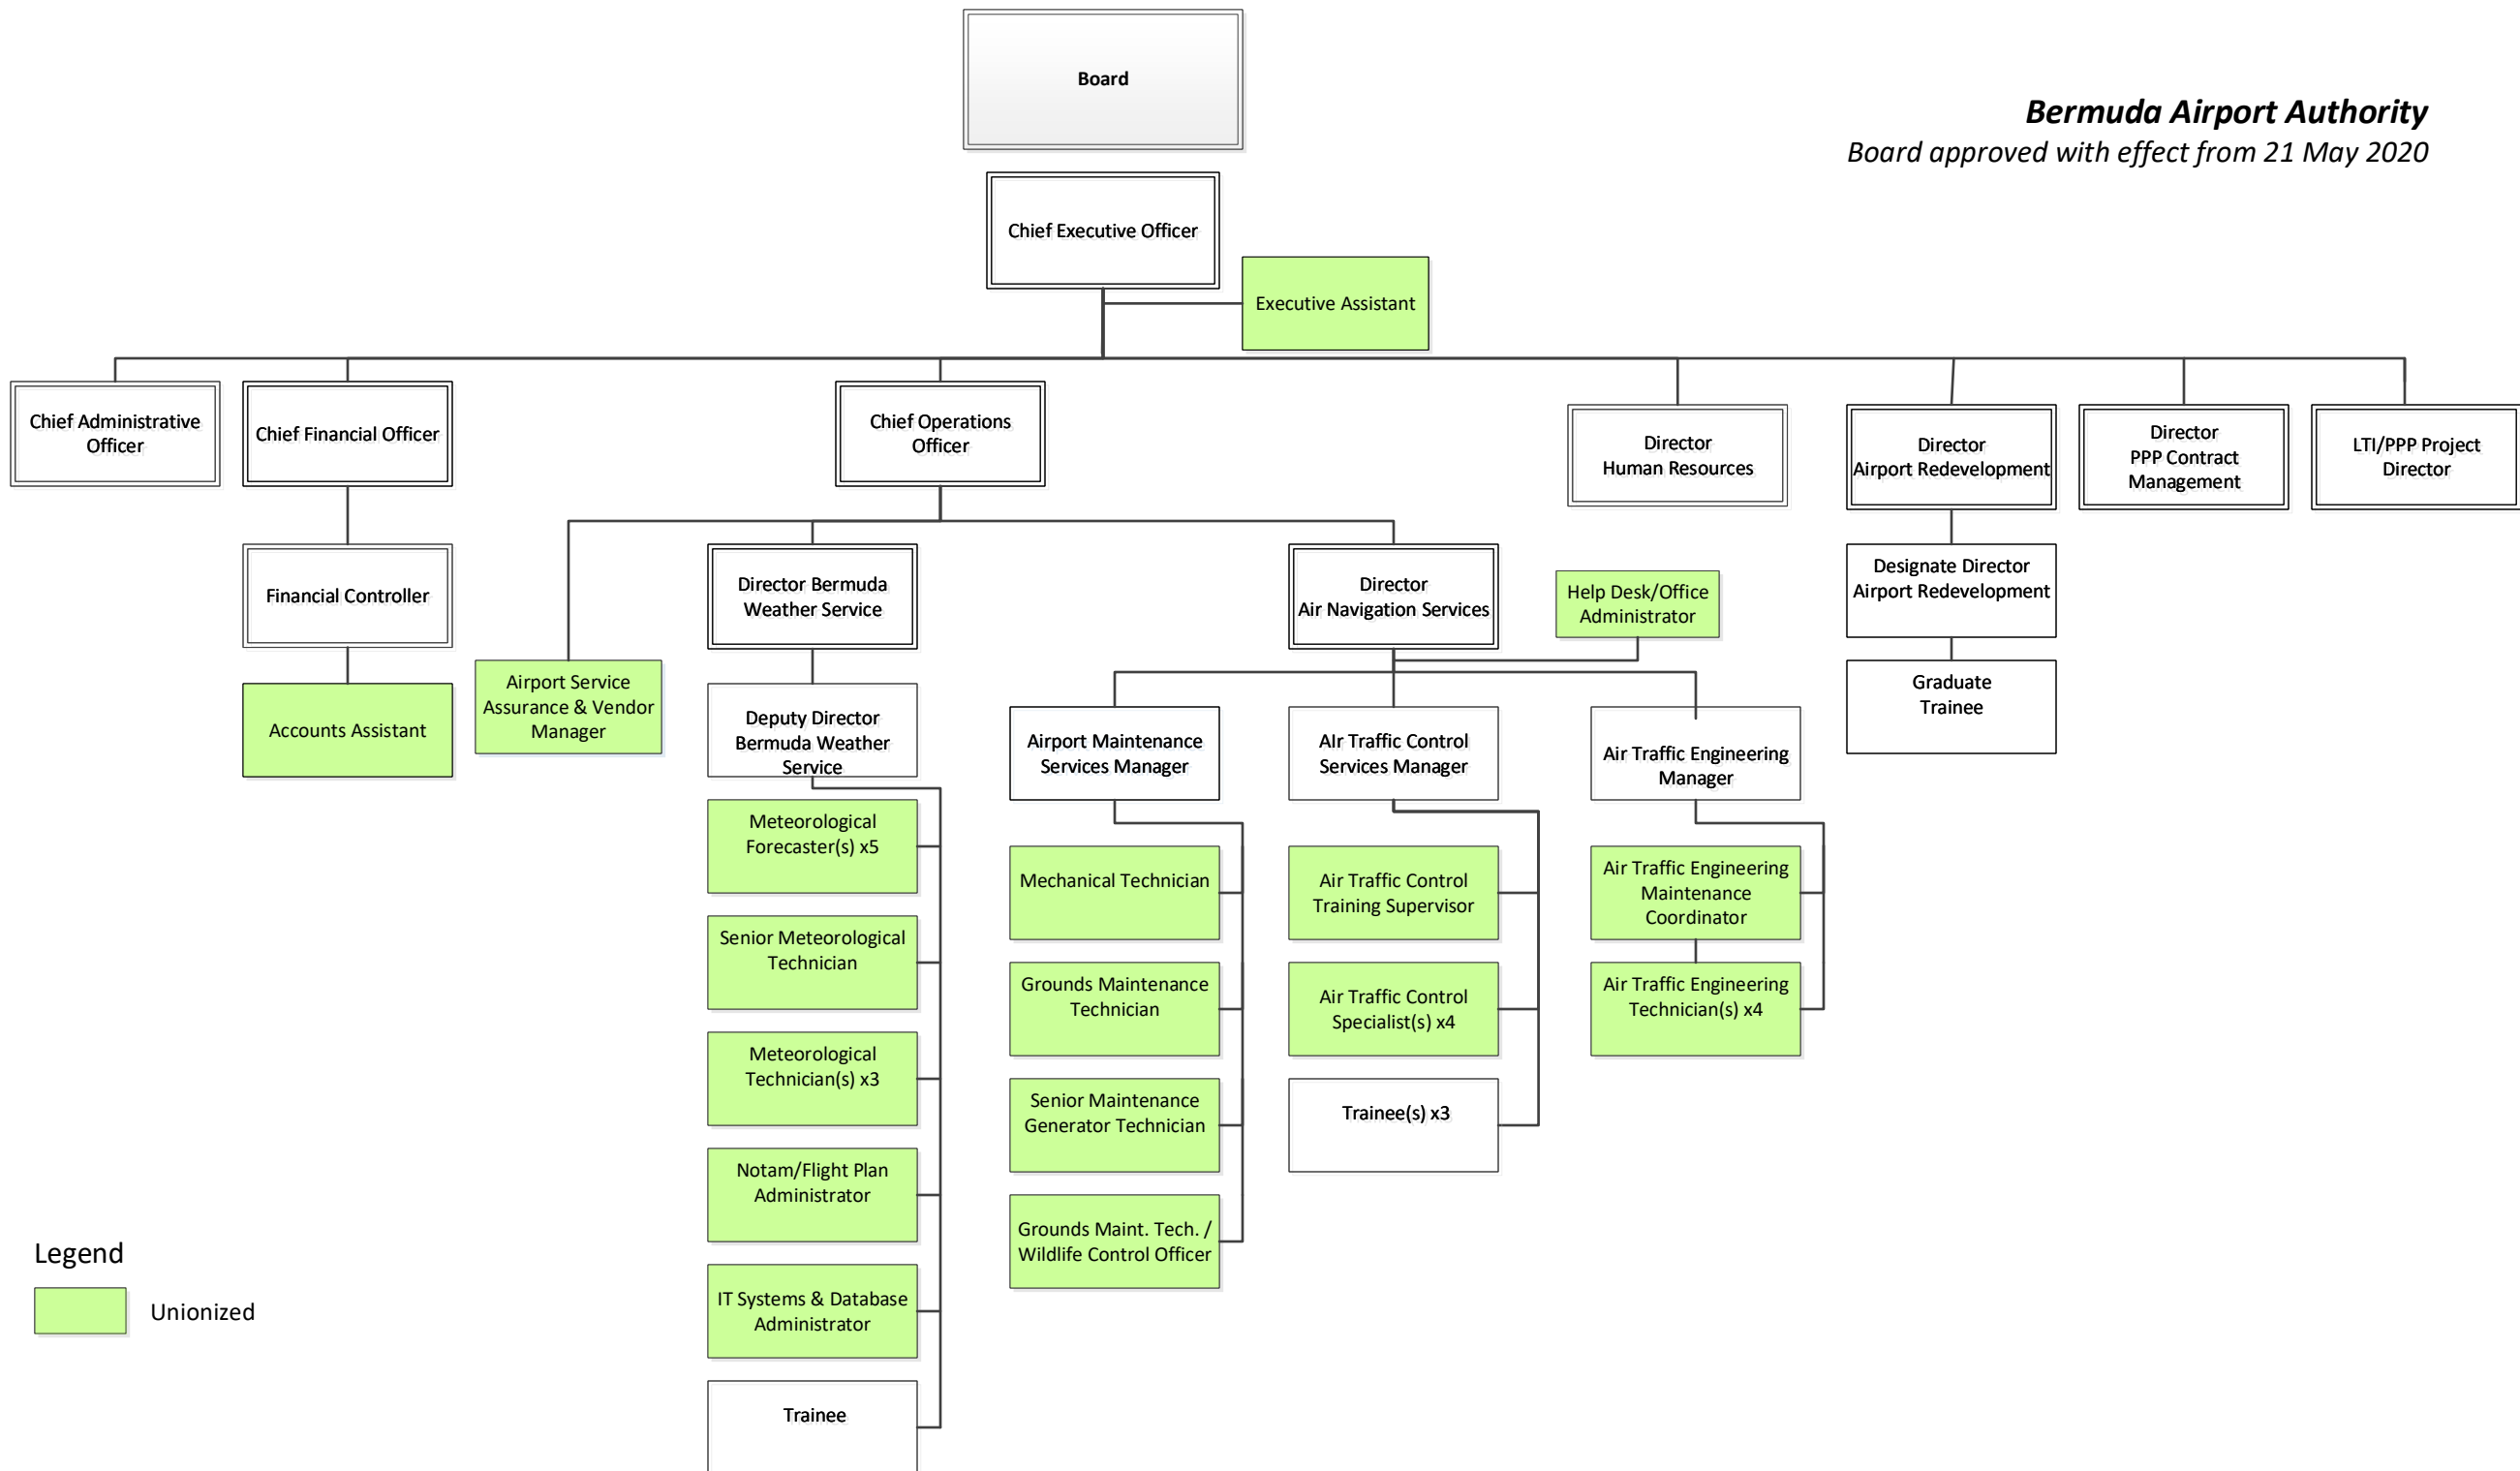 Board
Bermuda Airport Authority
Board approved with effect from 21 May 2020
Chief Executive Officer
Executive Assistant
Chief Administrative
Officer
Chief Financial Officer
Chief Operations
Officer
Director
Human Resources
Director
Airport Redevelopment
Director
PPP Contract
Management
LTI/PPP Project
Director
Financial Controller
Director Bermuda
Weather Service
Director
Air Navigation Services
Help Desk/Office
Administrator
Designate Director
Airport Redevelopment
Accounts Assistant
Airport Service
Assurance & Vendor
Manager
Deputy Director
Bermuda Weather
Service
Airport Maintenance
Services Manager
AIr Traffic Control
Services Manager
Air Traffic Engineering
Manager
Graduate
Trainee
Meteorological
Forecaster(s) x5
Senior Meteorological
Technician
Meteorological
Technician(s) x3
Notam/Flight Plan
Administrator
IT Systems & Database
Administrator
Trainee
Mechanical Technician
Grounds Maintenance
Technician
Senior Maintenance
Generator Technician
Grounds Maint. Tech. /
Wildlife Control Officer
Air Traffic Control
Training Supervisor
Air Traffic Control
Specialist(s) x4
Trainee(s) x3
Air Traffic Engineering
Maintenance
Coordinator
Air Traffic Engineering
Technician(s) x4
Legend
Unionized